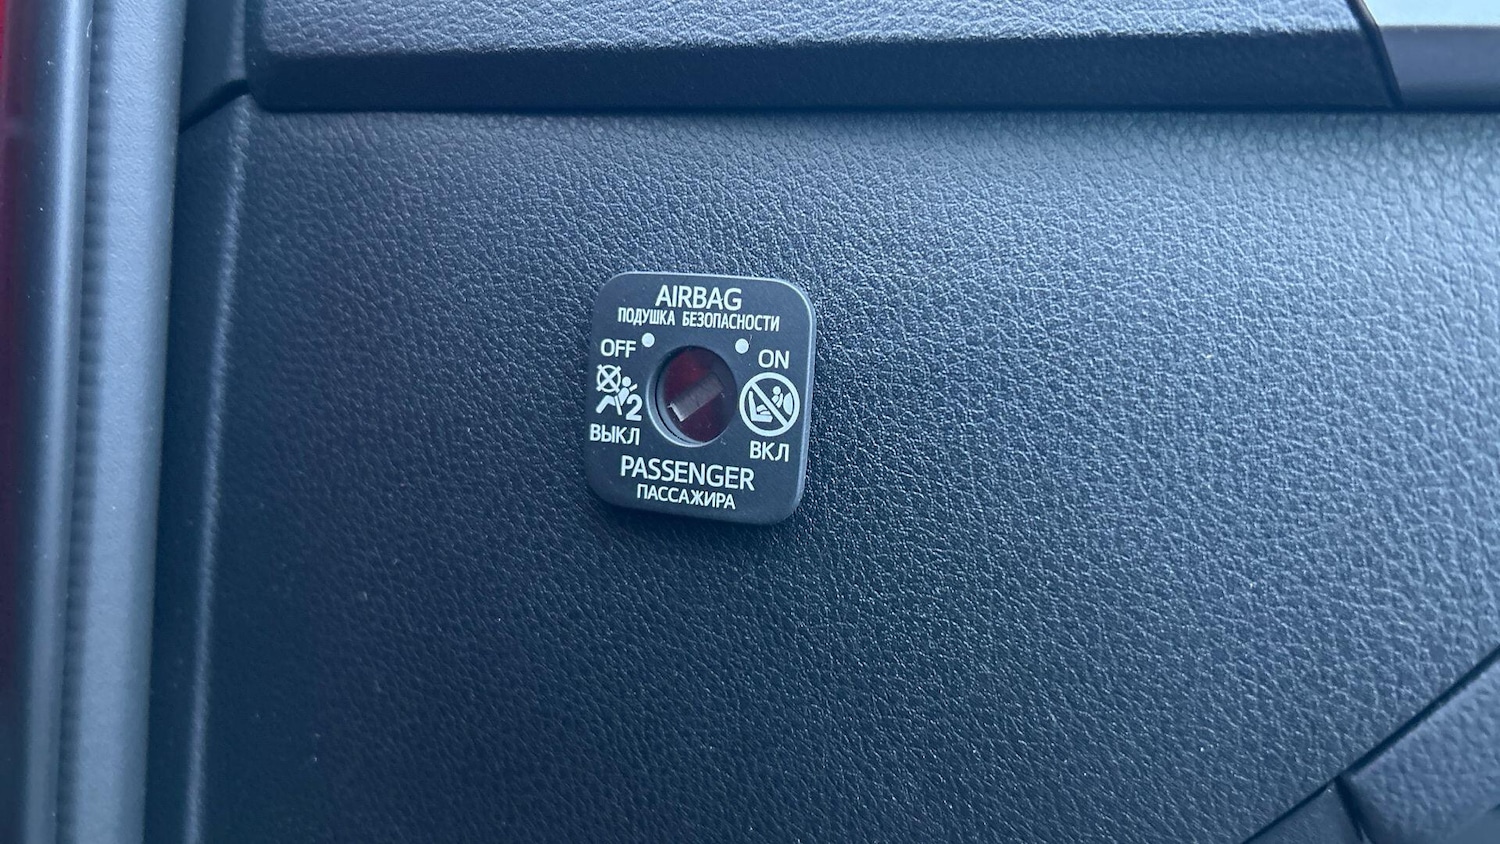 AIRBAG
ПОДУШКА БЕЗОПАСНОСТИ
OFF
ON
2
ВЫКЛ
ВКЛ
PASSENGER
ПАССАЖИРА